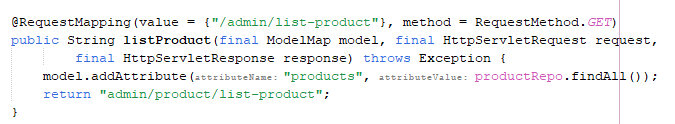 @RequestMapping(value = {"/admin/list-product"}, method = RequestMethod.GET)
public String listProduct(final ModelMap model, final HttpServletRequest request,
final HttpServletResponse response) throws Exception {
model.addAttribute( attributeName: "products", attributeValue: productRepo.findAll());
return "admin/product/list-product";
}